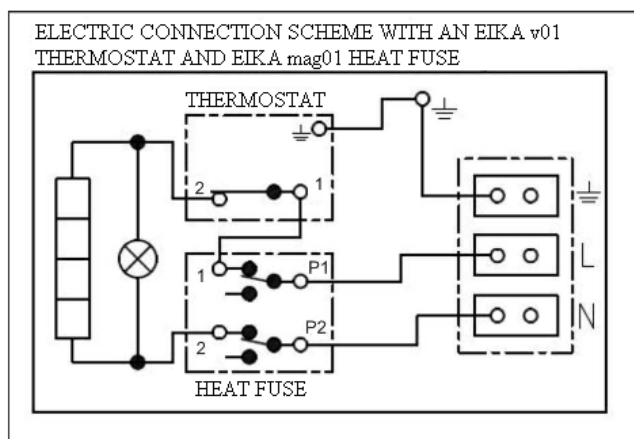 ELECTRIC CONNECTION SCHEME WITH AN EIKA v01
THERMOSTAT AND EIKA mag01 HEAT FUSE
THERMOSTAT
2 1
1 P1 L
2 P2 N
HEAT FUSE